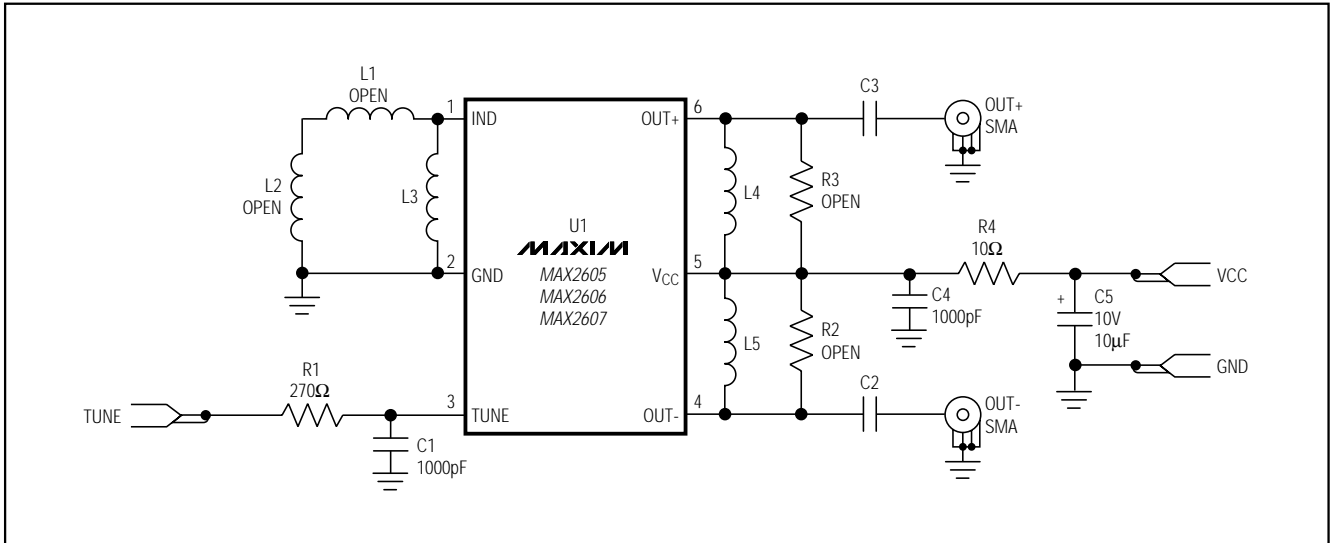 L1
OPEN
L2
OPEN
L3
1
IND
2
GND
3
TUNE
TUNE
R1
270Ω
C1
1000pF
U1
MAXIM
MAX2605
MAX2606
MAX2607
OUT+
6
VCC
5
OUT-
4
L4
L5
R3
OPEN
R2
OPEN
C3
OUT+
SMA
C2
OUT-
SMA
C4
1000pF
R4
10Ω
+
C5
10V
10μF
VCC
GND